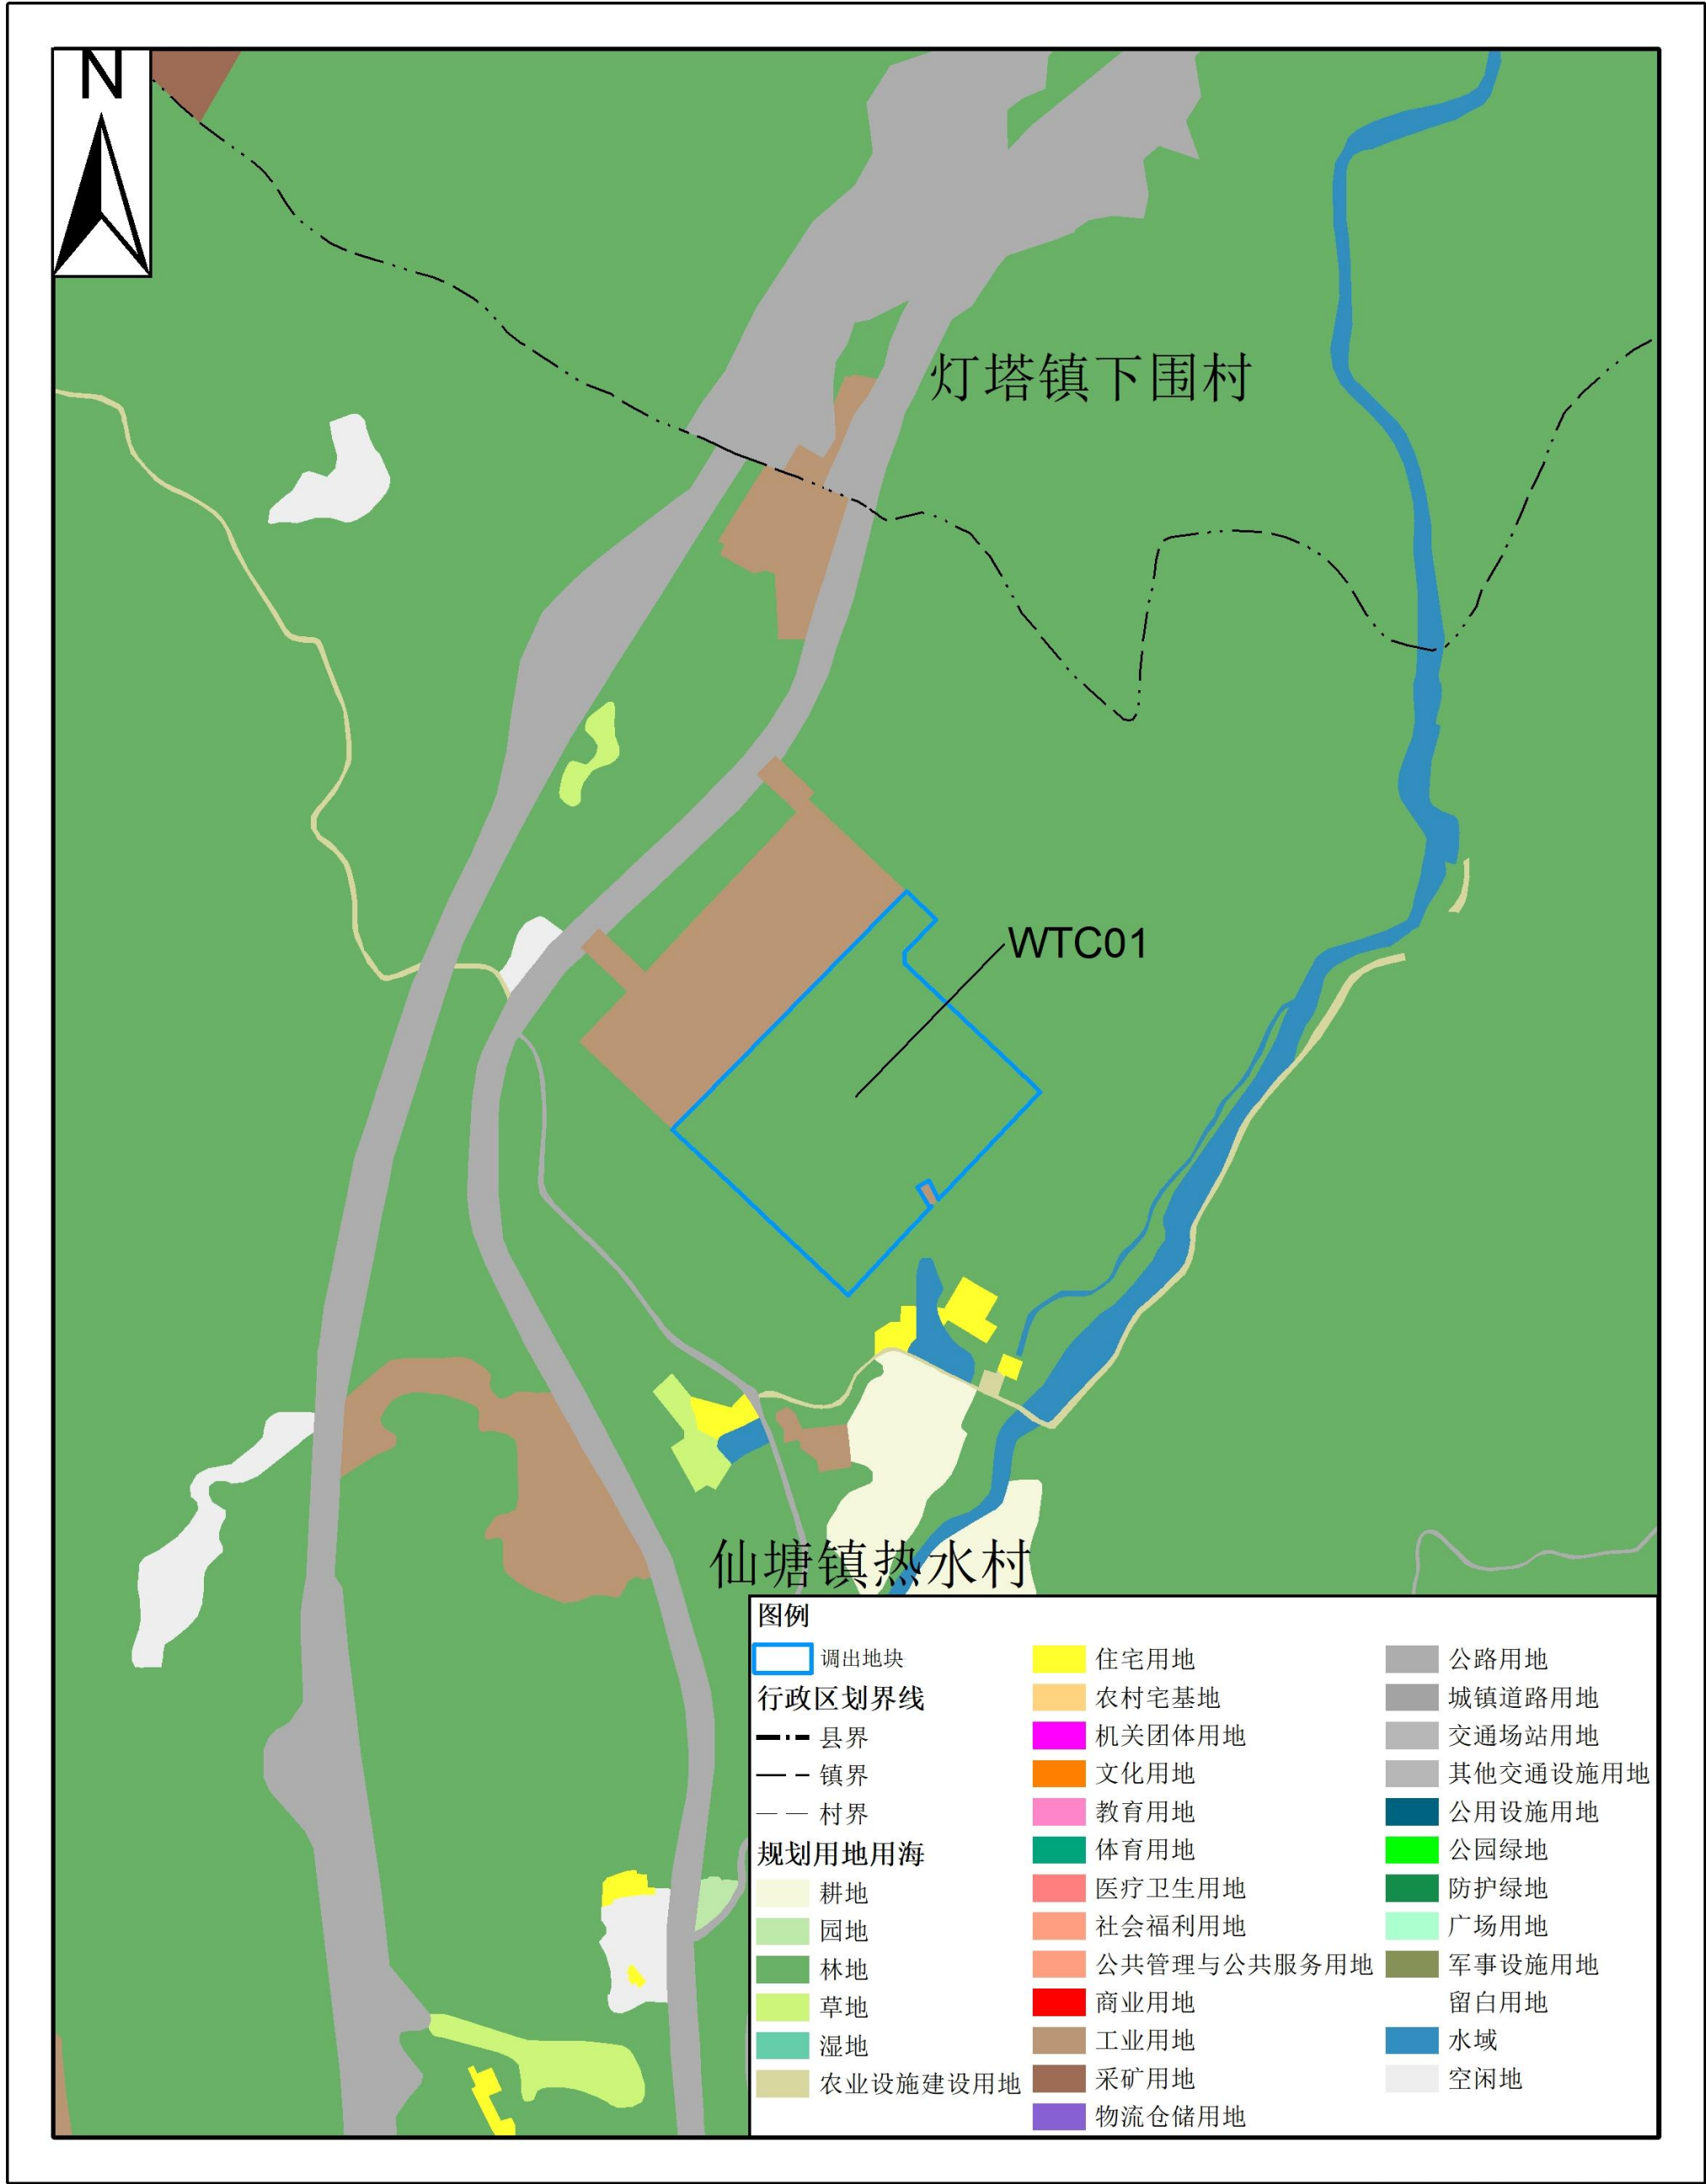 N
灯塔镇下围村
WTC01
仙塘镇热水村
图例
调出地块
行政区划界线
县界
镇界
村界
规划用地用海
耕地
园地
林地
草地
湿地
农业设施建设用地
住宅用地
农村宅基地
机关团体用地
文化用地
教育用地
体育用地
医疗卫生用地
社会福利用地
公共管理与公共服务用地
商业用地
工业用地
采矿用地
物流仓储用地
公路用地
城镇道路用地
交通场站用地
其他交通设施用地
公用设施用地
公园绿地
防护绿地
广场用地
军事设施用地
留白用地
水域
空闲地